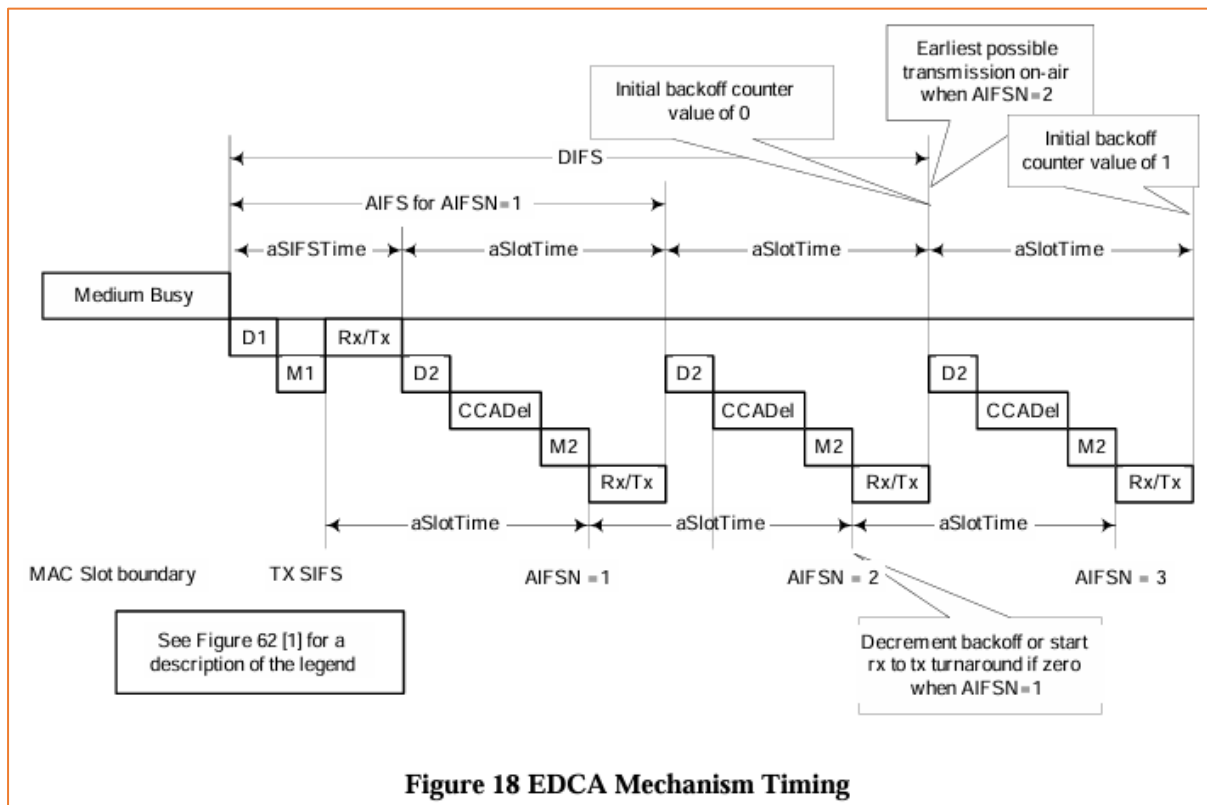 Earliest possible
transmission on-air
when AIFSN=2
Initial backoff counter
value of 0
Initial backoff
counter value of 1
DIFS
AIFS for AIFSN=1
aSIFSTime
aSlotTime
aSlotTime
aSlotTime
Medium Busy
D1
Rx/Tx
M1
D2
D2
D2
CCADel
CCADel
CCADel
M2
M2
M2
Rx/Tx
Rx/Tx
Rx/Tx
aSlotTime
aSlotTime
aSlotTime
MAC Slot boundary
TX SIFS
AIFSN = 1
AIFSN = 2
AIFSN = 3
See Figure 62 [1] for a
description of the legend
Decrement backoff or start
rx to tx turnaround if zero
when AIFSN=1
Figure 18 EDCA Mechanism Timing